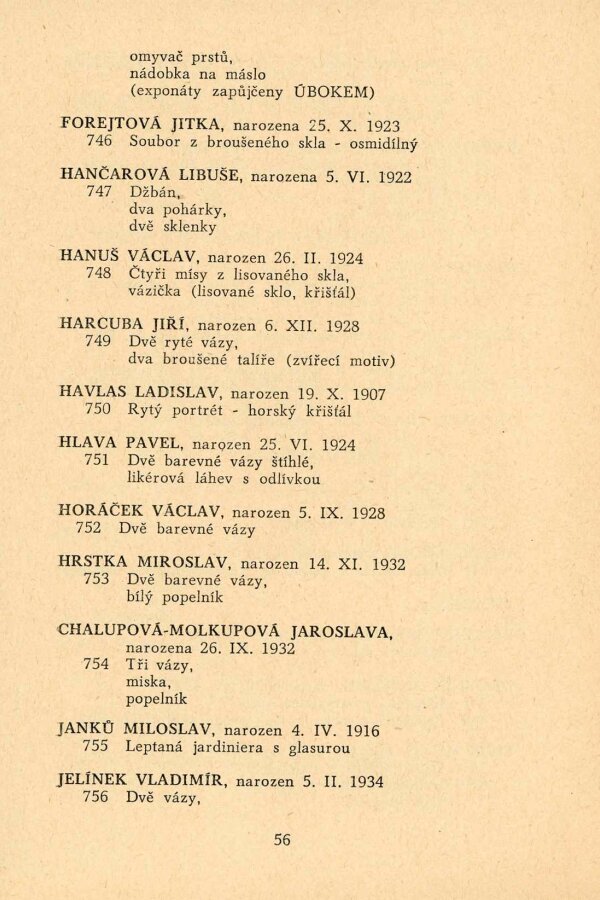 omyvač prstů,
nádobka na máslo
(exponáty zapůjčeny ÚBOKEM)
FOREJTOVÁ JITKA, narozena 25. X. 1923
746 Soubor z broušeného skla - osmidílný
HANČAROVÁ LIBUŠE, narozena 5. VI. 1922
747 Džbán,
dva pohárky,
dvě sklenky
HANUŠ VÁCLAV, narozen 26. II. 1924
748 Čtyři mísy z lisovaného skla,
vázička (lisované sklo, křišťál)
HARCUBA JIŘÍ, narozen 6. XII. 1928
749 Dvě ryté vázy,
dva broušené talíře (zvířecí motiv)
HAVLAS LADISLAV, narozen 19. X. 1907
750 Rytý portrét - horský křišťál
HLAVA PAVEL, narozen 25. VI. 1924
751 Dvě barevné vázy štíhlé,
likérová láhev s odlívkou
HORÁČEK VÁCLAV, narozen 5. IX. 1928
752 Dvě barevné vázy
HRSTKA MIROSLAV, narozen 14. XI. 1932
753 Dvě barevné vázy,
bílý popelník
CHALUPOVÁ-MOLKUPOVÁ JAROSLAVA,
narozena 26. IX. 1932
754 Tři vázy,
miska,
popelník
JANKŮ MILOSLAV, narozen 4. IV. 1916
755 Leptaná jardiniera s glasurou
JELÍNEK VLADIMÍR, narozen 5. II. 1934
756 Dvě vázy,
56